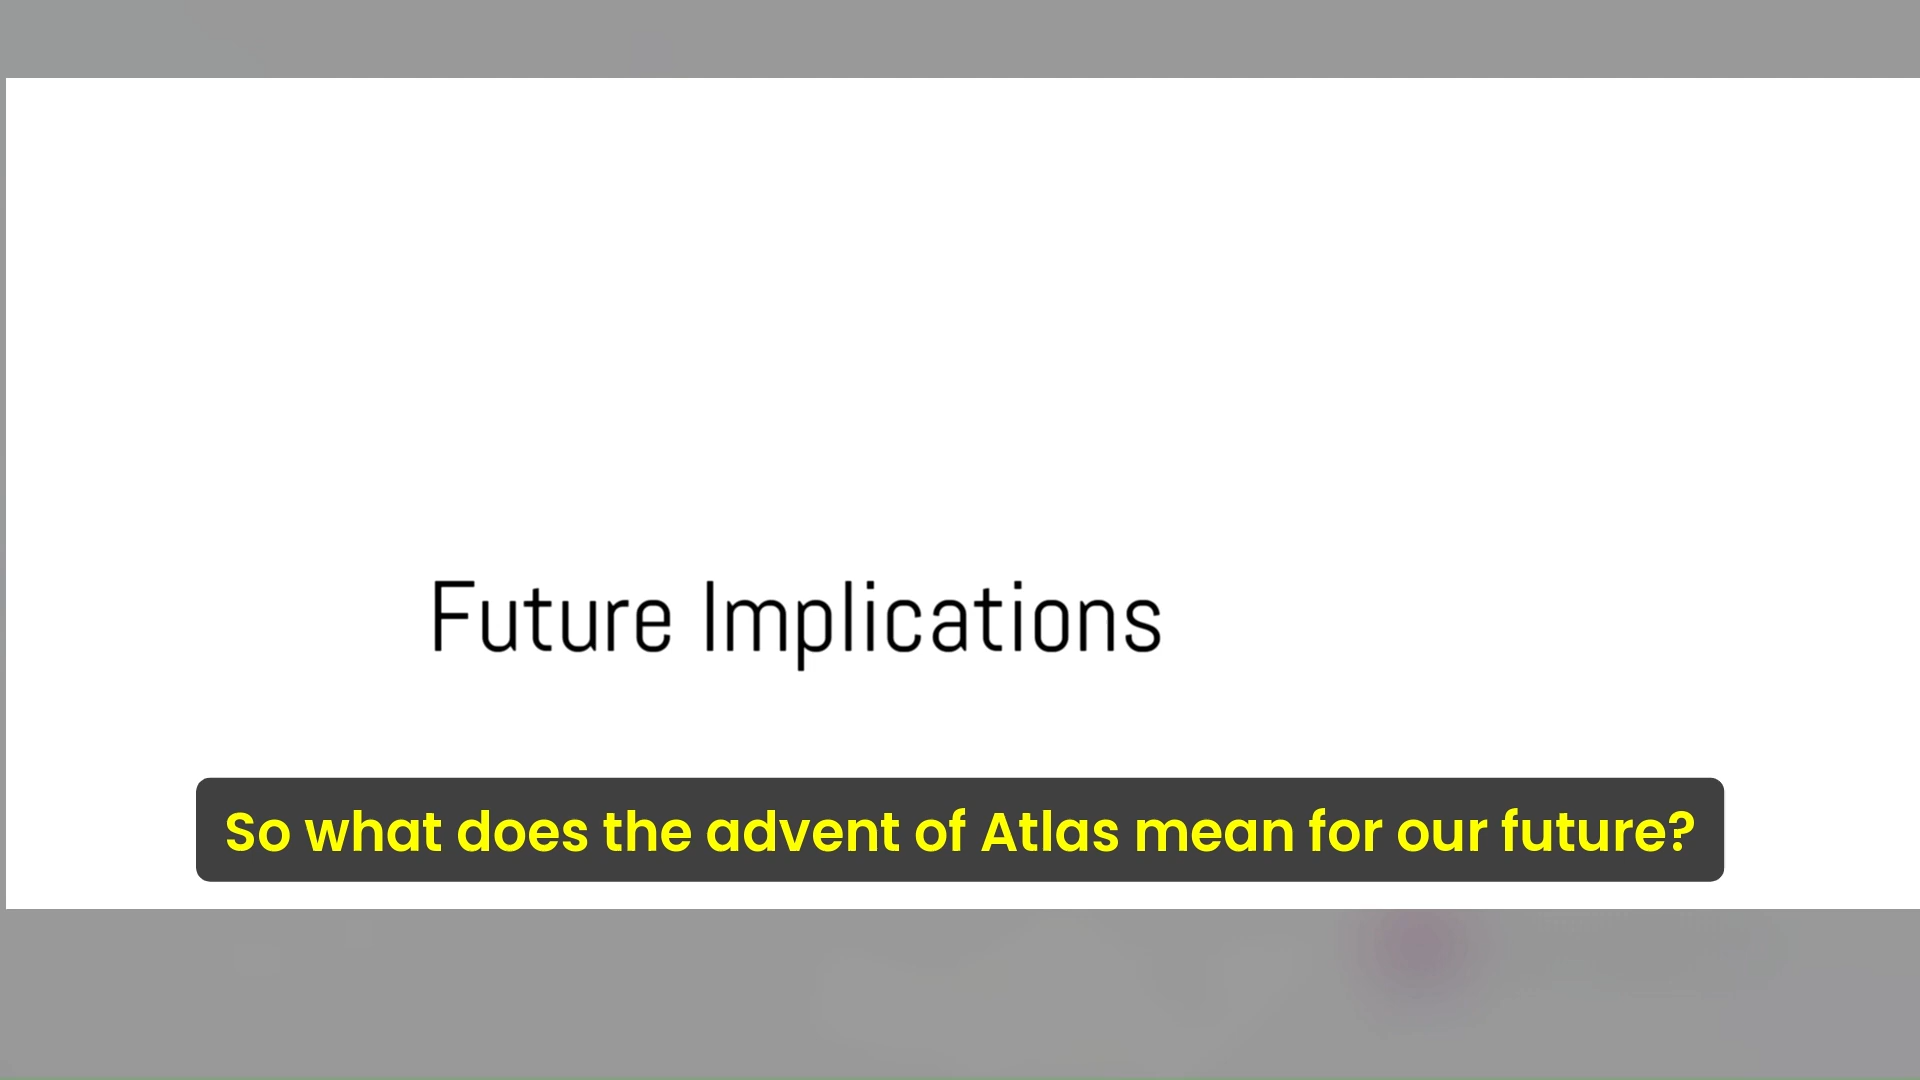 Future Implications
So what does the advent of Atlas mean for our future?